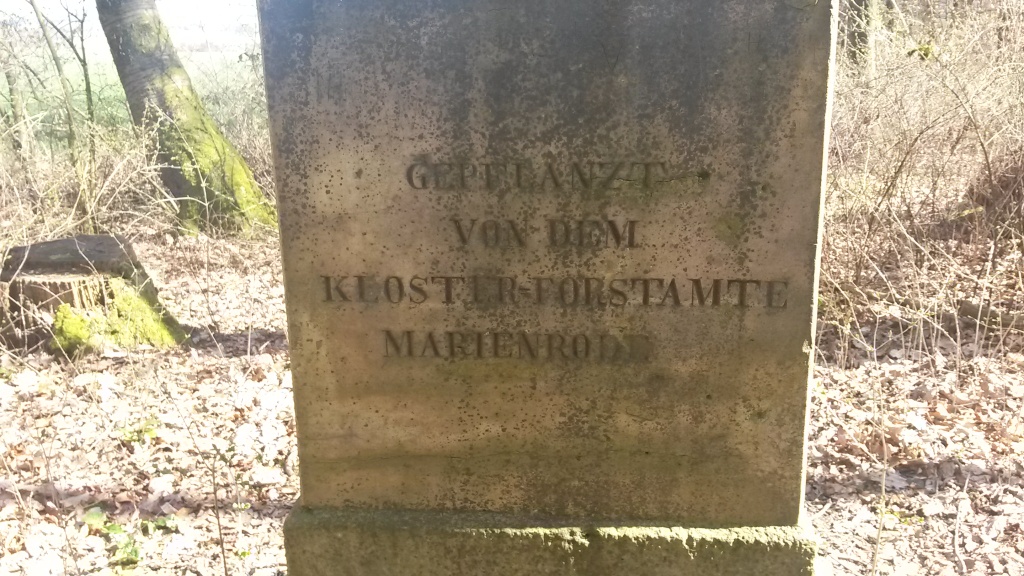 GEPFLANZT
VON DEM
KLOSTER-FORSTAMTE
MARIENRODE